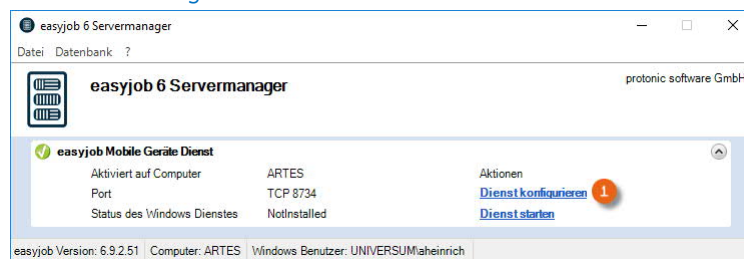 easyjob 6 Servermanager
Datei Datenbank ?
easyjob 6 Servermanager
protonic software GmbH
easyjob Mobile Geräte Dienst
Aktiviert auf Computer ARTES Aktionen
Port TCP 8734 Dienst konfigurieren 1
Status des Windows Dienstes NotInstalled Dienst starten
easyjob Version: 6.9.2.51 Computer: ARTES Windows Benutzer: UNIVERSUM\aheinrich